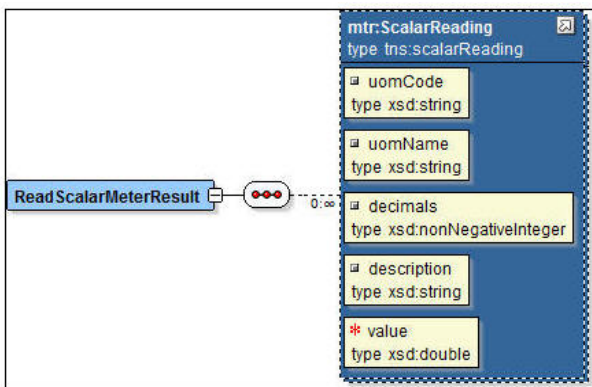 mtr:ScalarReading
type tns:scalarReading
uomCode
type xsd:string
uomName
type xsd:string
ReadScalarMeterResult
0:∞
decimals
type xsd:nonNegativeInteger
description
type xsd:string
* value
type xsd:double